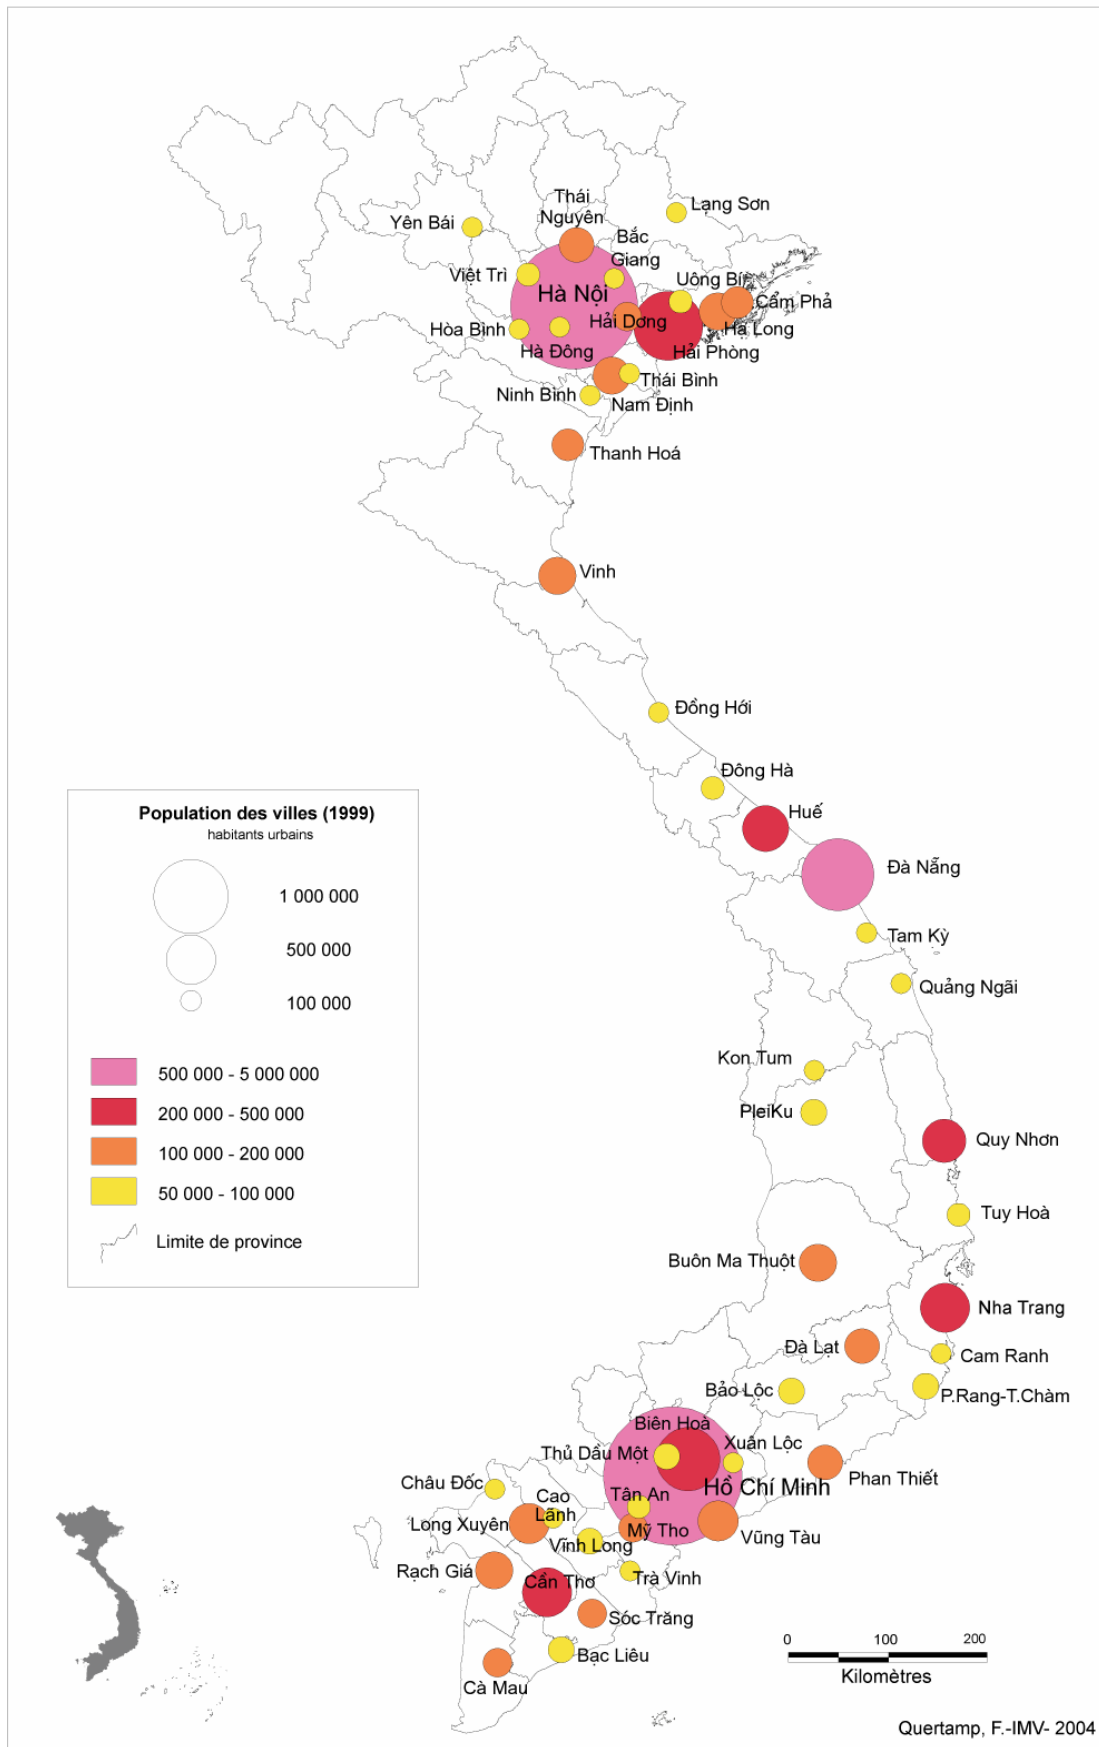 Thái
Nguyên
Lạng Sơn
Yên Bái
Bắc
Giang
Việt Trì
Uông Bí
Hà Nội
Cẩm Phả
Hòa Bình
Hải Dơng
Hạ Long
Hà Đông
Hải Phòng
Thái Bình
Ninh Bình
Nam Định
Thanh Hoá
Vinh
Đồng Hới
Đông Hà
Huế
Đà Nẵng
Tam Kỳ
Quảng Ngãi
Kon Tum
PleiKu
Quy Nhơn
Tuy Hoà
Buôn Ma Thuột
Nha Trang
Đà Lạt
Cam Ranh
Bảo Lộc
P.Rang-T.Chàm
Biên Hoà
Xuân Lộc
Thủ Dầu Một
Phan Thiết
Châu Đốc
Hồ Chí Minh
Cao
Lãnh
Tân An
Long Xuyên
Mỹ Tho
Vũng Tàu
Vĩnh Long
Rạch Giá
Cần Thơ
Trà Vinh
Sóc Trăng
Bạc Liêu
Cà Mau
Population des villes (1999)
habitants urbains
1 000 000
500 000
100 000
500 000 - 5 000 000
200 000 - 500 000
100 000 - 200 000
50 000 - 100 000
Limite de province
0 100 200
Kilomètres
Quertamp, F.-IMV- 2004